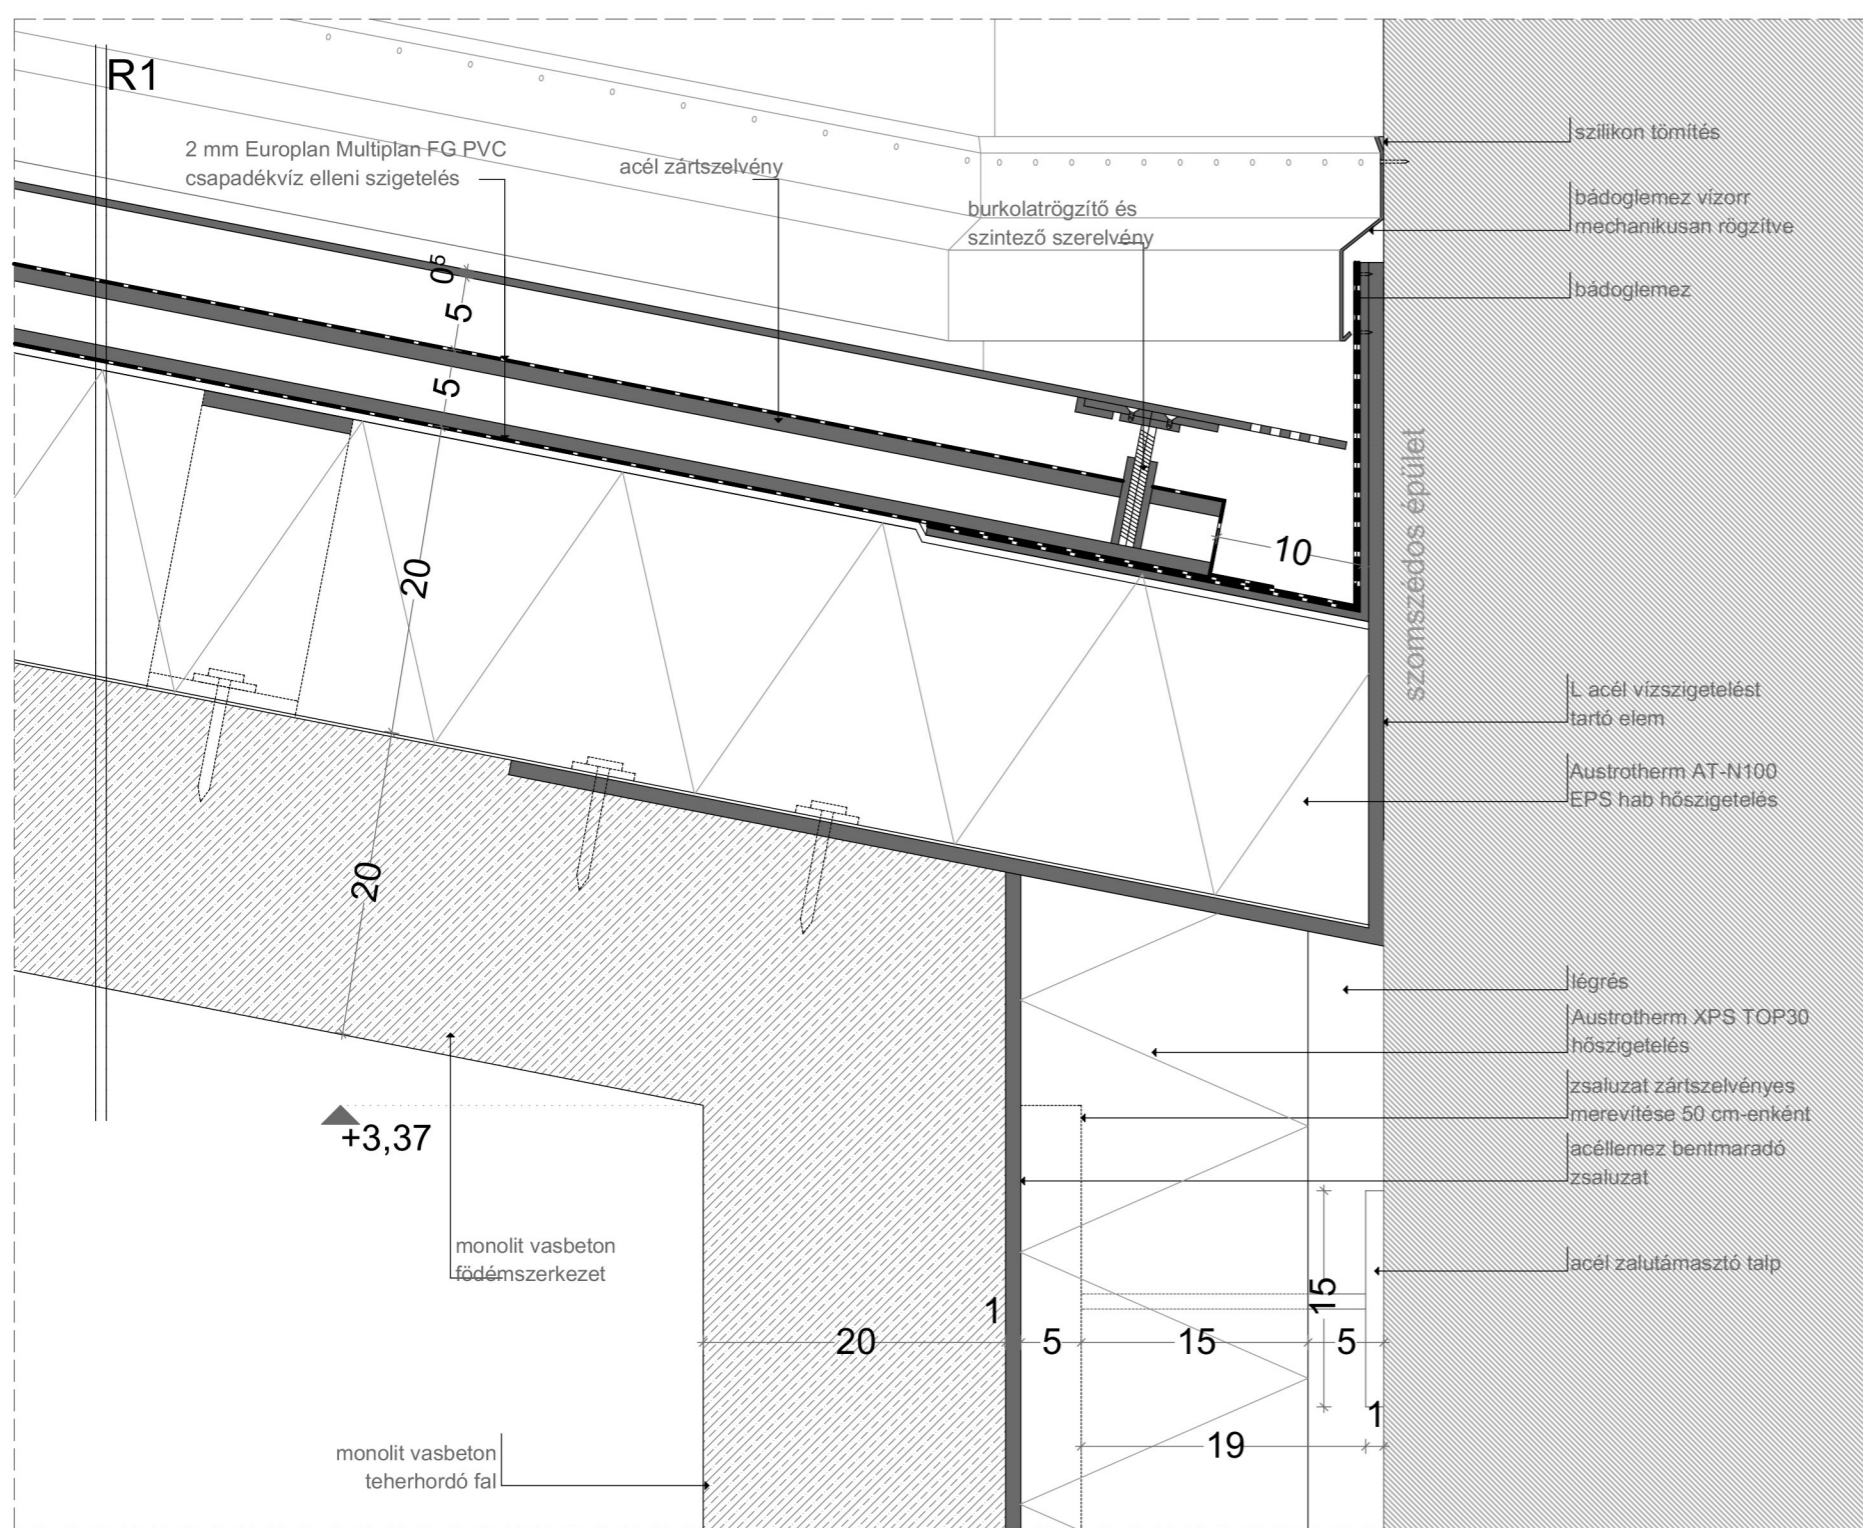 R1
2 mm Europlan Multiplan FG PVC
csapadékvíz elleni szigetelés
acél zártszelvény
burkolatrögzítő és
szintező szerelvény
szilikon tömítés
bádoglemez vízorr
mechanikusan rögzítve
bádoglemez
0⁵
5
5
20
20
10
szomszédos épület
L acél vízszigetelést
tartó elem
Austrotherm AT-N100
EPS hab hőszigetelés
légrés
Austrotherm XPS TOP30
hőszigetelés
zsaluzat zártszelvényes
merevítése 50 cm-enként
acéllemez bentmaradó
zsaluzat
acél zalutámasztó talp
+3,37
monolit vasbeton
födémszerkezet
monolit vasbeton
teherhordó fal
20
1
5
15
5
15
1
19